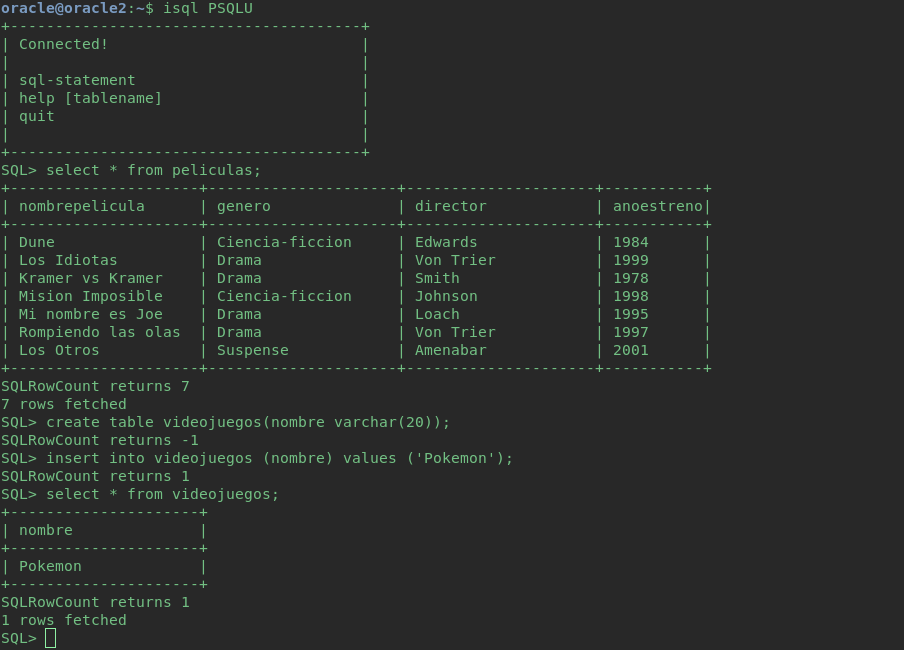 oracle@oracle2:~$ isql PSQLU
+---------------------------------------+
| Connected!                            |
|                                       |
| sql-statement                         |
| help [tablename]                      |
| quit                                  |
|                                       |
+---------------------------------------+
SQL> select * from peliculas;
+---------------------+---------------------+---------------------+-----------+
| nombrepelicula      | genero              | director            | anoestreno|
+---------------------+---------------------+---------------------+-----------+
| Dune                | Ciencia-ficcion     | Edwards             | 1984      |
| Los Idiotas         | Drama               | Von Trier           | 1999      |
| Kramer vs Kramer    | Drama               | Smith               | 1978      |
| Mision Imposible    | Ciencia-ficcion     | Johnson             | 1998      |
| Mi nombre es Joe    | Drama               | Loach               | 1995      |
| Rompiendo las olas  | Drama               | Von Trier           | 1997      |
| Los Otros           | Suspense            | Amenabar            | 2001      |
+---------------------+---------------------+---------------------+-----------+
SQLRowCount returns 7
7 rows fetched
SQL> create table videojuegos(nombre varchar(20));
SQLRowCount returns -1
SQL> insert into videojuegos (nombre) values ('Pokemon');
SQLRowCount returns 1
SQL> select * from videojuegos;
+---------------------+
| nombre              |
+---------------------+
| Pokemon             |
+---------------------+
SQLRowCount returns 1
1 rows fetched
SQL>